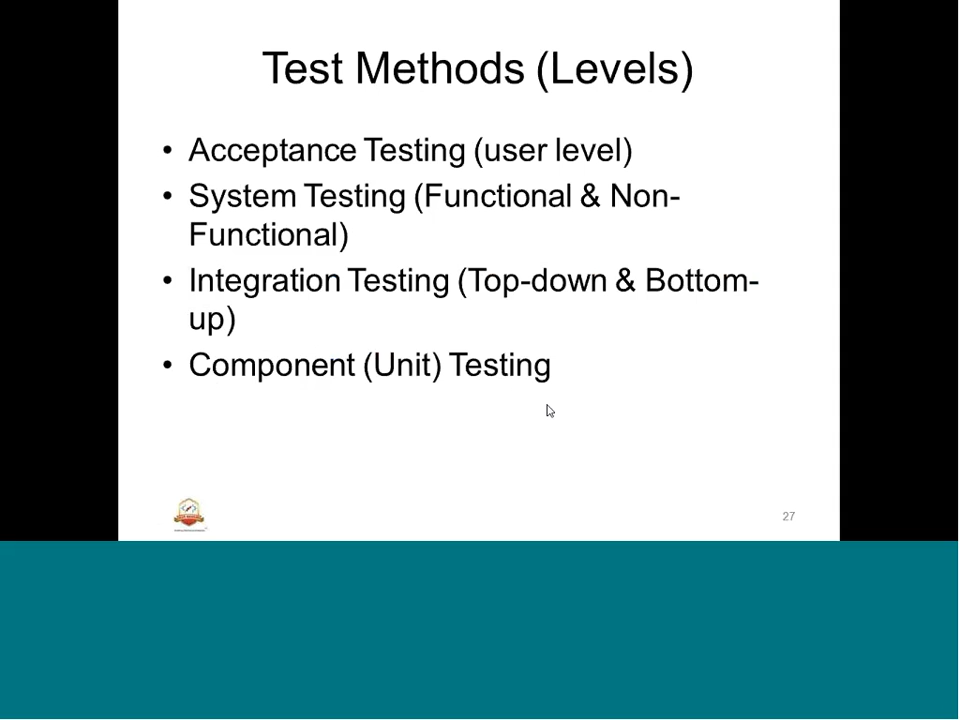 Test Methods (Levels)
• Acceptance Testing (user level)
• System Testing (Functional & Non-
Functional)
• Integration Testing (Top-down & Bottom-
up)
• Component (Unit) Testing
27